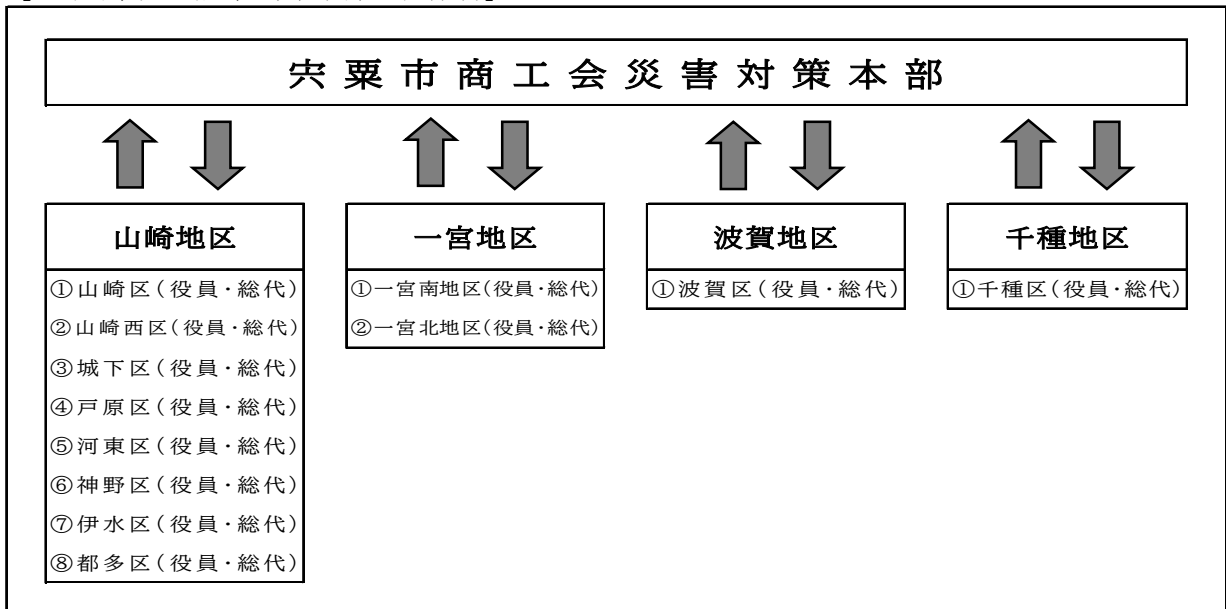 宍粟市商工会災害対策本部
山崎地区
①山崎区(役員・総代)
②山崎西区(役員・総代)
③城下区(役員・総代)
④戸原区(役員・総代)
⑤河東区(役員・総代)
⑥神野区(役員・総代)
⑦伊水区(役員・総代)
⑧都多区(役員・総代)
一宮地区
①一宮南地区(役員・総代)
②一宮北地区(役員・総代)
波賀地区
①波賀区(役員・総代)
千種地区
①千種区(役員・総代)